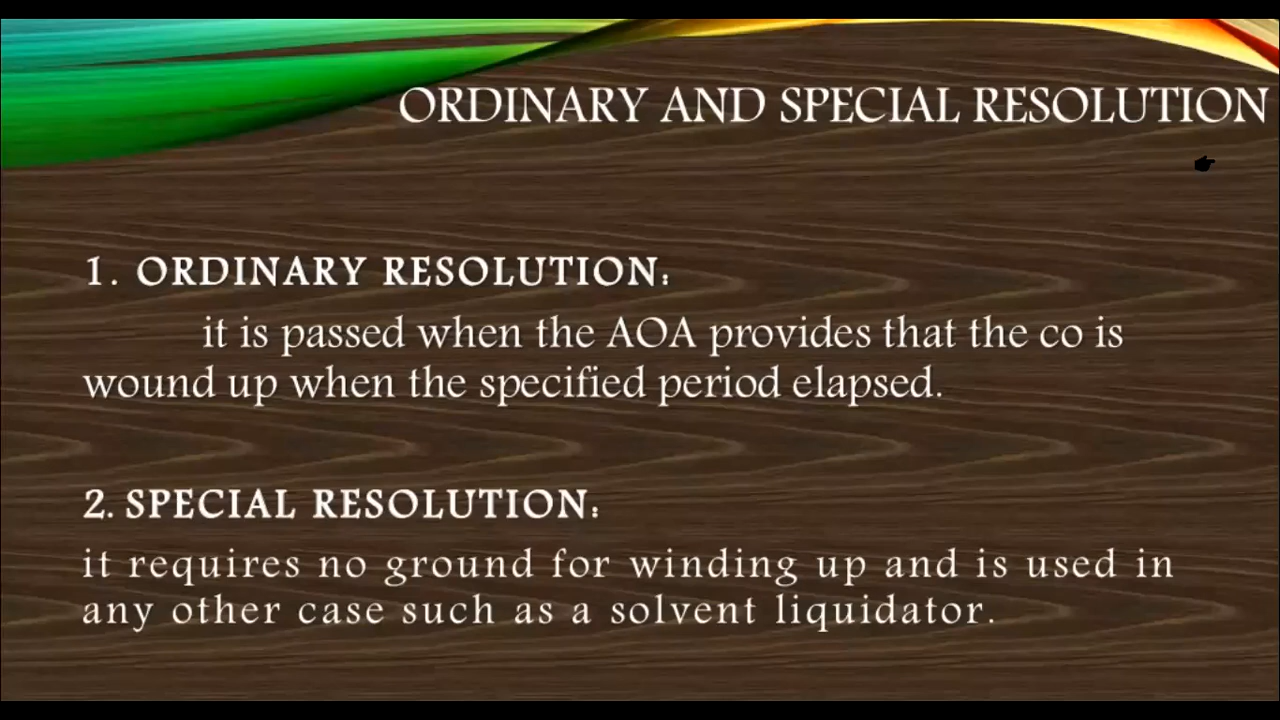 ORDINARY AND SPECIAL RESOLUTION
1. ORDINARY RESOLUTION:
it is passed when the AOA provides that the co is
wound up when the specified period elapsed.
2. SPECIAL RESOLUTION:
it requires no ground for winding up and is used in
any other case such as a solvent liquidator.